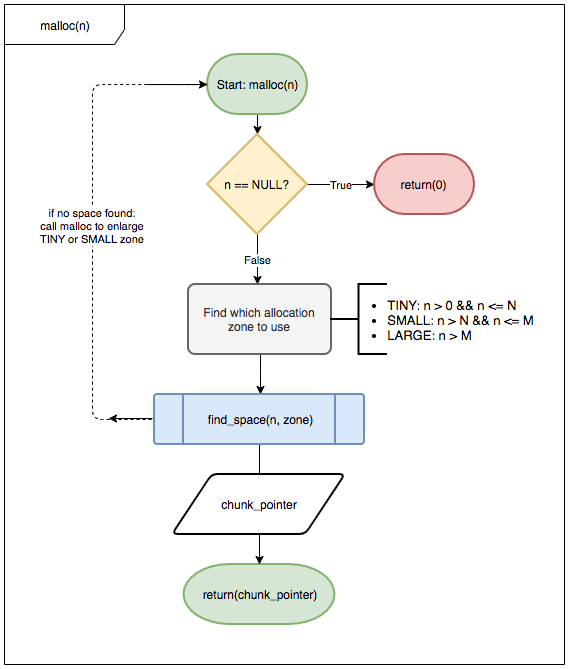 malloc(n)
Start: malloc(n)
n == NULL?
True
return(0)
if no space found:
call malloc to enlarge
TINY or SMALL zone
False
Find which allocation
zone to use
• TINY: n > 0 && n <= N
• SMALL: n > N && n <= M
• LARGE: n > M
find_space(n, zone)
chunk_pointer
return(chunk_pointer)